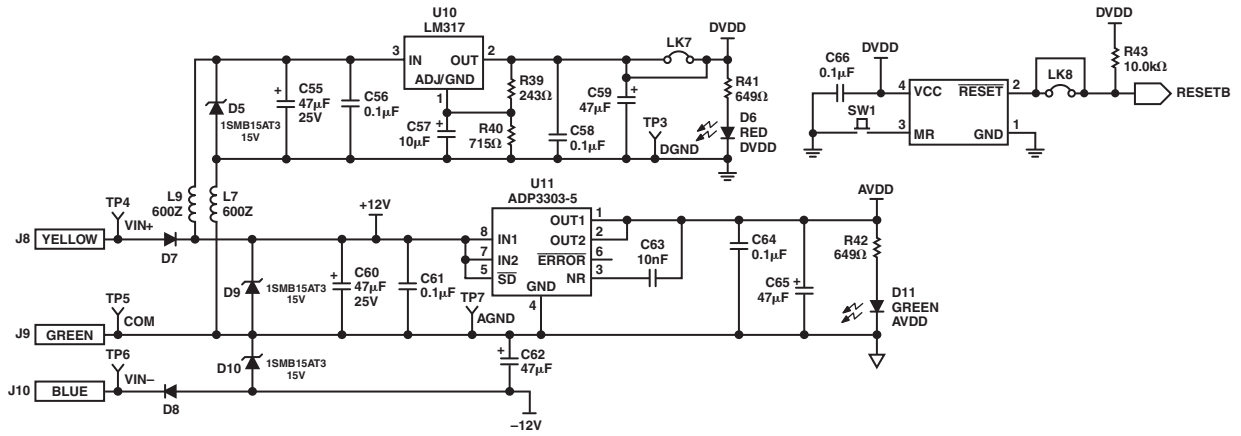 U10
LM317
3
IN
OUT
2
ADJ/GND
1
D5
1SMB15AT3
15V
+
C55
47μF
25V
C56
0.1μF
+
C57
10μF
R39
243Ω
R40
715Ω
C58
0.1μF
C59
47μF
+
LK7
DVDD
R41
649Ω
D6
RED
DVDD
TP3
DGND
C66
0.1μF
DVDD
SW1
4
VCC
RESET
2
3
MR
GND
1
LK8
DVDD
R43
10.0kΩ
RESETB
L9
600Z
L7
600Z
TP4
VIN+
J8
YELLOW
D7
+12V
D9
1SMB15AT3
15V
+
C60
47μF
25V
C61
0.1μF
U11
ADP3303-5
8
IN1
7
IN2
5
SD
OUT1
1
OUT2
2
ERROR
6
NR
3
GND
4
C63
10nF
C64
0.1μF
C65
47μF
+
AVDD
R42
649Ω
D11
GREEN
AVDD
TP5
COM
J9
GREEN
TP7
AGND
TP6
VIN–
J10
BLUE
D8
D10
1SMB15AT3
15V
+
C62
47μF
–12V